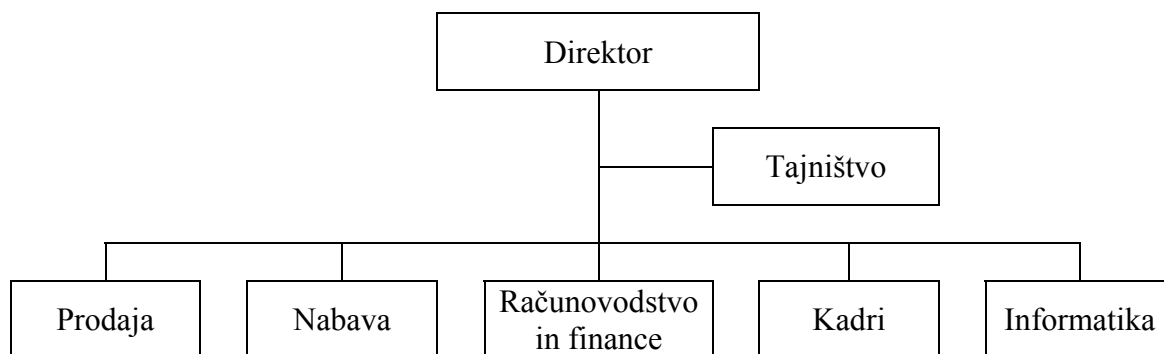 Direktor
Tajništvo
Prodaja
Nabava
Računovodstvo
in finance
Kadri
Informatika